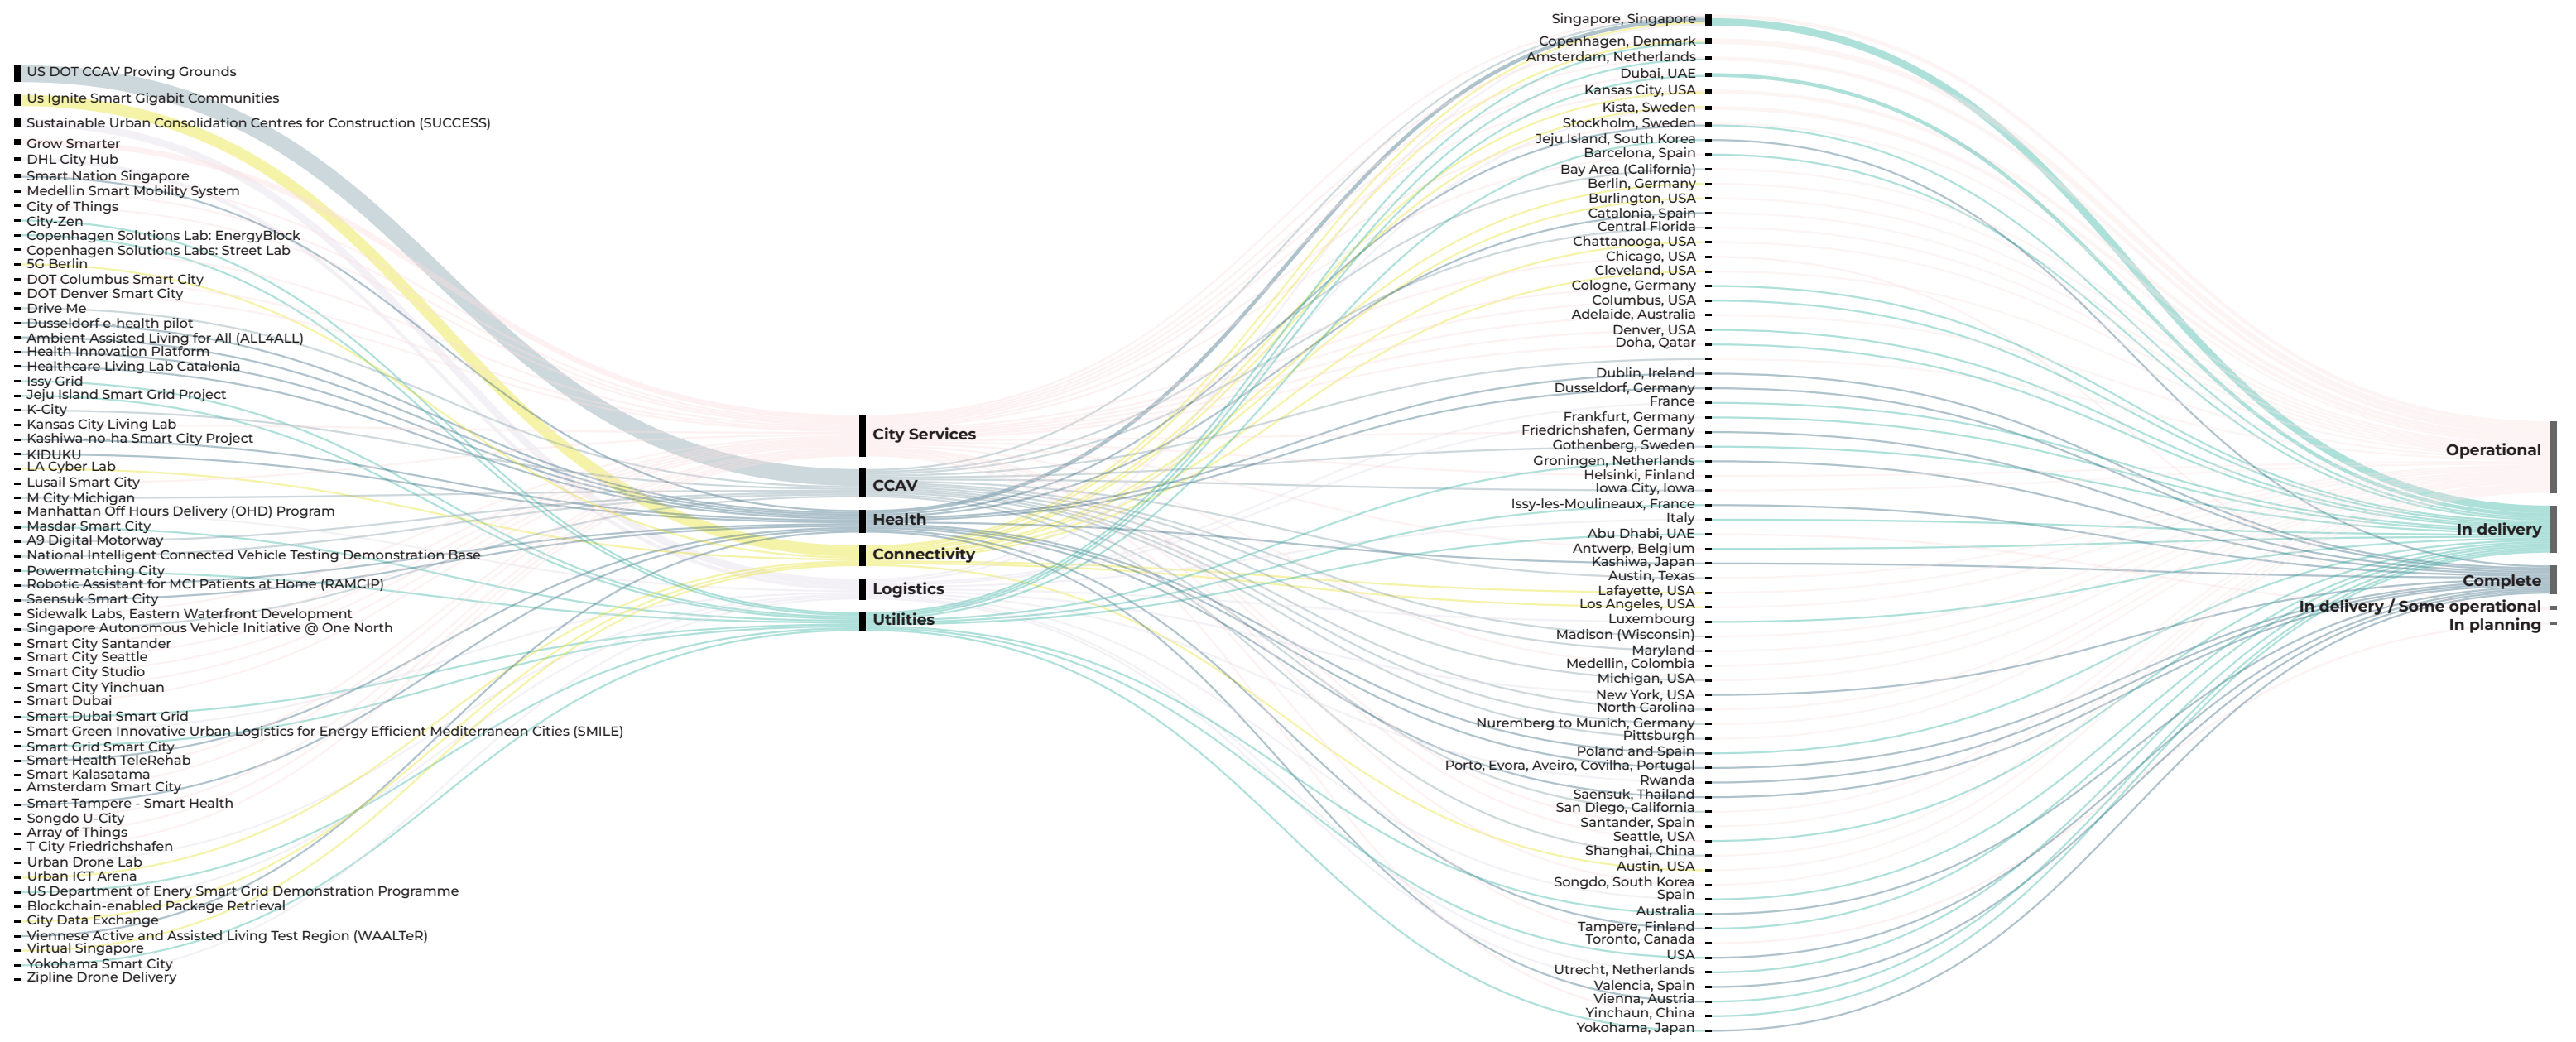 US DOT CCAV Proving Grounds
Us Ignite Smart Gigabit Communities
Sustainable Urban Consolidation Centres for Construction (SUCCESS)
Grow Smarter
DHL City Hub
Smart Nation Singapore
Medellin Smart Mobility System
City of Things
City-Zen
Copenhagen Solutions Lab: EnergyBlock
Copenhagen Solutions Labs: Street Lab
5G Berlin
DOT Columbus Smart City
DOT Denver Smart City
Drive Me
Dusseldorf e-health pilot
Ambient Assisted Living for All (ALL4ALL)
Health Innovation Platform
Healthcare Living Lab Catalonia
Issy Grid
Jeju Island Smart Grid Project
K-City
Kansas City Living Lab
Kashiwa-no-ha Smart City Project
KIDUKU
LA Cyber Lab
Lusail Smart City
M City Michigan
Manhattan Off Hours Delivery (OHD) Program
Masdar Smart City
A9 Digital Motorway
National Intelligent Connected Vehicle Testing Demonstration Base
Powermatching City
Robotic Assistant for MCI Patients at Home (RAMCIP)
Saensuk Smart City
Sidewalk Labs, Eastern Waterfront Development
Singapore Autonomous Vehicle Initiative @ One North
Smart City Santander
Smart City Seattle
Smart City Studio
Smart City Yinchuan
Smart Dubai
Smart Dubai Smart Grid
Smart Green Innovative Urban Logistics for Energy Efficient Mediterranean Cities (SMILE)
Smart Grid Smart City
Smart Health TeleRehab
Smart Kalasatama
Amsterdam Smart City
Smart Tampere - Smart Health
Songdo U-City
Array of Things
T City Friedrichshafen
Urban Drone Lab
Urban ICT Arena
US Department of Enery Smart Grid Demonstration Programme
Blockchain-enabled Package Retrieval
City Data Exchange
Viennese Active and Assisted Living Test Region (WAALTeR)
Virtual Singapore
Yokohama Smart City
Zipline Drone Delivery
City Services
CCAV
Health
Connectivity
Logistics
Utilities
Singapore, Singapore
Copenhagen, Denmark
Amsterdam, Netherlands
Dubai, UAE
Kansas City, USA
Kista, Sweden
Stockholm, Sweden
Jeju Island, South Korea
Barcelona, Spain
Bay Area (California)
Berlin, Germany
Burlington, USA
Catalonia, Spain
Central Florida
Chattanooga, USA
Chicago, USA
Cleveland, USA
Cologne, Germany
Columbus, USA
Adelaide, Australia
Denver, USA
Doha, Qatar
Dublin, Ireland
Dusseldorf, Germany
France
Frankfurt, Germany
Friedrichshafen, Germany
Gothenberg, Sweden
Groningen, Netherlands
Helsinki, Finland
Iowa City, Iowa
Issy-les-Moulineaux, France
Italy
Abu Dhabi, UAE
Antwerp, Belgium
Kashiwa, Japan
Austin, Texas
Lafayette, USA
Los Angeles, USA
Luxembourg
Madison (Wisconsin)
Maryland
Medellin, Colombia
Michigan, USA
New York, USA
North Carolina
Nuremberg to Munich, Germany
Pittsburgh
Poland and Spain
Porto, Evora, Aveiro, Covilha, Portugal
Rwanda
Saensuk, Thailand
San Diego, California
Santander, Spain
Seattle, USA
Shanghai, China
Austin, USA
Songdo, South Korea
Spain
Australia
Tampere, Finland
Toronto, Canada
USA
Utrecht, Netherlands
Valencia, Spain
Vienna, Austria
Yinchaun, China
Yokohama, Japan
Operational
In delivery
Complete
In delivery / Some operational
In planning